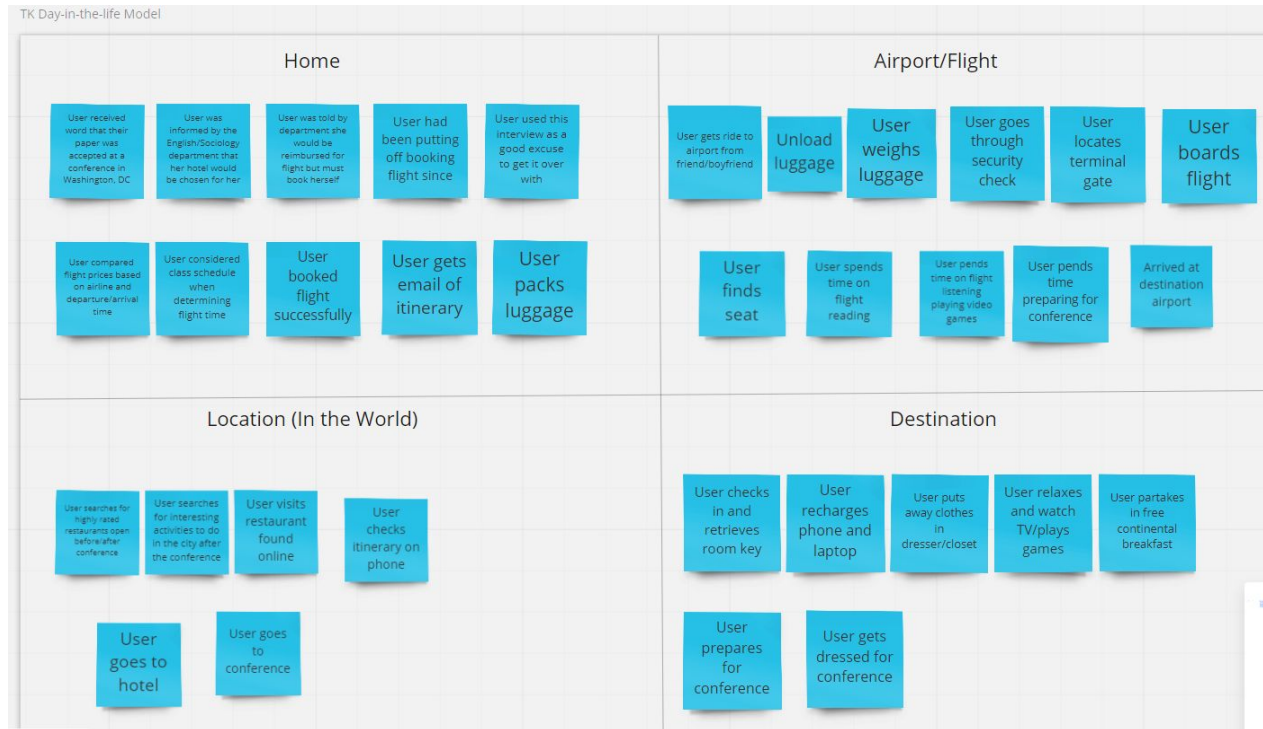 TK Day-in-the-life Model
Home
User received
word that their
paper was
accepted at a
conference in
Washington, DC
User was
informed by the
English/Sociology
department that
her hotel would
be chosen for her
User was told by
department she
would be
reimbursed for
flight but must
book herself
User had
been putting
off booking
flight since
User used this
interview as a
good excuse
to get it over
with
User compared
flight prices based
on airline and
departure/arrival
time
User considered
class schedule
when
determining
flight time
User
booked
flight
successfully
User gets
email of
itinerary
User
packs
luggage
Airport/Flight
User gets ride to
airport from
friend/boyfriend
Unload
luggage
User
weighs
luggage
User goes
through
security
check
User
locates
terminal
gate
User
boards
flight
User
finds
seat
User spends
time on
flight
reading
User pends
time on flight
listening
playing video
games
User pends
time
preparing for
conference
Arrived at
destination
airport
Location (In the World)
User searches for
highly rated
restaurants open
before/after
conference
User searches
for interesting
activities to do
in the city after
the conference
User visits
restaurant
found
online
User
checks
itinerary on
phone
User
goes to
hotel
User goes
to
conference
Destination
User checks
in and
retrieves
room key
User
recharges
phone and
laptop
User puts
away clothes
in
dresser/closet
User relaxes
and watch
TV/plays
games
User partakes
in free
continental
breakfast
User
prepares
for
conference
User gets
dressed for
conference